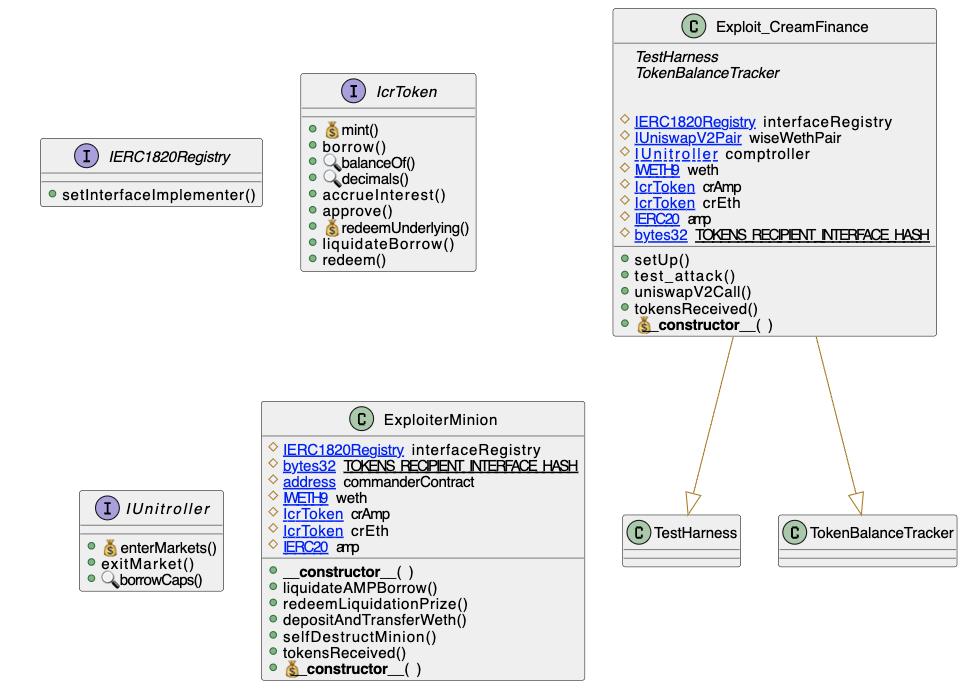 C Exploit_CreamFinance
TestHarness
TokenBalanceTracker
IERC1820Registry interfaceRegistry
IUniswapV2Pair wiseWethPair
IUnitroller comptroller
IWETH9 weth
IcrToken crAmp
IcrToken crEth
IERC20 amp
bytes32 TOKENS_RECIPIENT_INTERFACE_HASH
setUp()
test_attack()
uniswapV2Call()
tokensReceived()
💰__constructor__( )
I IcrToken
💰mint()
borrow()
🔍balanceOf()
🔍decimals()
accrueInterest()
approve()
💰redeemUnderlying()
liquidateBorrow()
redeem()
I IERC1820Registry
setInterfaceImplementer()
C ExploiterMinion
IERC1820Registry interfaceRegistry
bytes32 TOKENS_RECIPIENT_INTERFACE_HASH
address commanderContract
IWETH9 weth
IcrToken crAmp
IcrToken crEth
IERC20 amp
__constructor__( )
liquidateAMPBorrow()
redeemLiquidationPrize()
depositAndTransferWeth()
selfDestructMinion()
tokensReceived()
💰__constructor__( )
I IUnitroller
💰enterMarkets()
exitMarket()
🔍borrowCaps()
C TestHarness
C TokenBalanceTracker